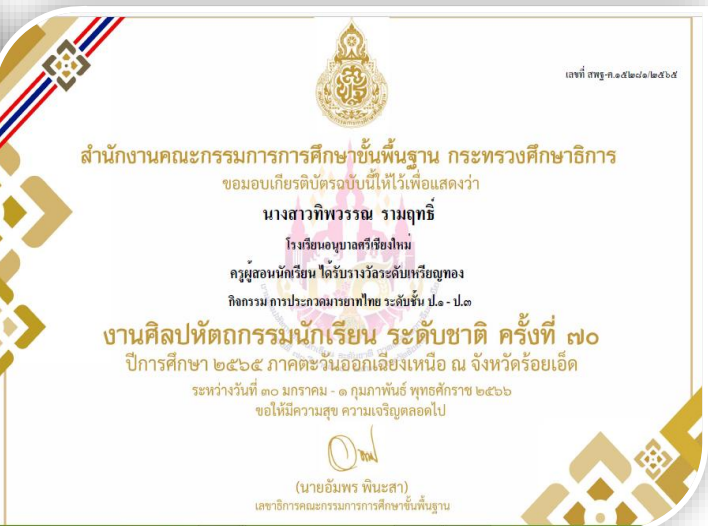 เลขที่ สพฐ-ค.๑๕๒๘๑/๒๕๖๕
สำนักงานคณะกรรมการการศึกษาขั้นพื้นฐาน กระทรวงศึกษาธิการ
ขอมอบเกียรติบัตรฉบับนี้ให้ไว้เพื่อแสดงว่า
นางสาวทิพวรรณ รามฤทธิ์
โรงเรียนอนุบาลศรีเชียงใหม่
ครูผู้สอนนักเรียน ได้รับรางวัลระดับเหรียญทอง
กิจกรรม การประกวดมารยาทไทย ระดับชั้น ป.๑ - ป.๓
งานศิลปหัตถกรรมนักเรียน ระดับชาติ ครั้งที่ ๗๐
ปีการศึกษา ๒๕๖๕ ภาคตะวันออกเฉียงเหนือ ณ จังหวัดร้อยเอ็ด
ระหว่างวันที่ ๓๐ มกราคม - ๑ กุมภาพันธ์ พุทธศักราช ๒๕๖๖
ขอให้มีความสุข ความเจริญตลอดไป
(นายอัมพร พินะสา)
เลขาธิการคณะกรรมการการศึกษาขั้นพื้นฐาน